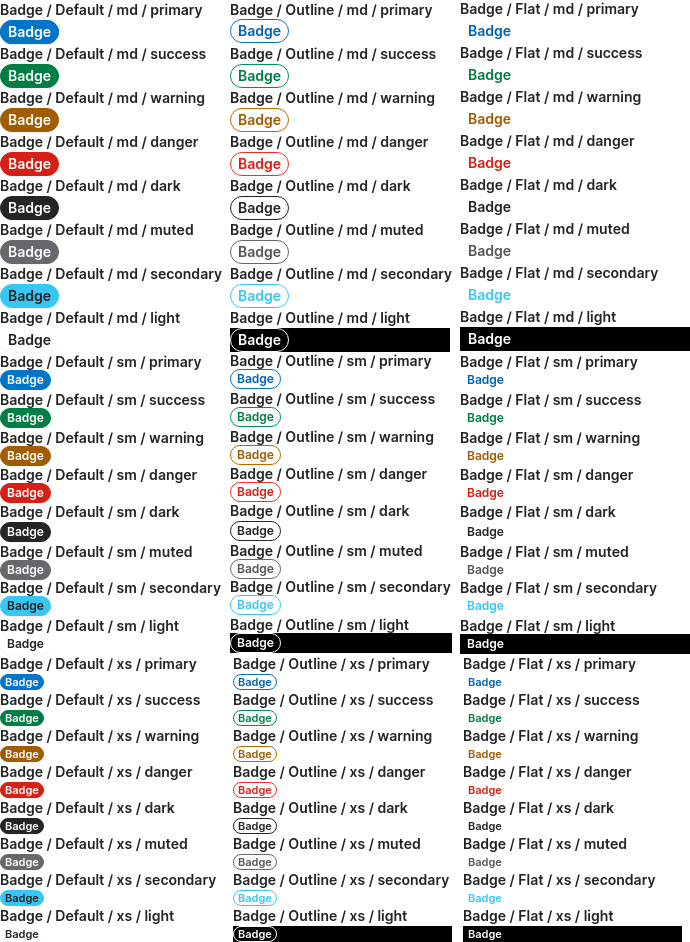 Badge / Default / md / primary
Badge
Badge / Default / md / success
Badge
Badge / Default / md / warning
Badge
Badge / Default / md / danger
Badge
Badge / Default / md / dark
Badge
Badge / Default / md / muted
Badge
Badge / Default / md / secondary
Badge
Badge / Default / md / light
Badge
Badge / Default / sm / primary
Badge
Badge / Default / sm / success
Badge
Badge / Default / sm / warning
Badge
Badge / Default / sm / danger
Badge
Badge / Default / sm / dark
Badge
Badge / Default / sm / muted
Badge
Badge / Default / sm / secondary
Badge
Badge / Default / sm / light
Badge
Badge / Default / xs / primary
Badge
Badge / Default / xs / success
Badge
Badge / Default / xs / warning
Badge
Badge / Default / xs / danger
Badge
Badge / Default / xs / dark
Badge
Badge / Default / xs / muted
Badge
Badge / Default / xs / secondary
Badge
Badge / Default / xs / light
Badge
Badge / Outline / md / primary
Badge
Badge / Outline / md / success
Badge
Badge / Outline / md / warning
Badge
Badge / Outline / md / danger
Badge
Badge / Outline / md / dark
Badge
Badge / Outline / md / muted
Badge
Badge / Outline / md / secondary
Badge
Badge / Outline / md / light
Badge
Badge / Outline / sm / primary
Badge
Badge / Outline / sm / success
Badge
Badge / Outline / sm / warning
Badge
Badge / Outline / sm / danger
Badge
Badge / Outline / sm / dark
Badge
Badge / Outline / sm / muted
Badge
Badge / Outline / sm / secondary
Badge
Badge / Outline / sm / light
Badge
Badge / Outline / xs / primary
Badge
Badge / Outline / xs / success
Badge
Badge / Outline / xs / warning
Badge
Badge / Outline / xs / danger
Badge
Badge / Outline / xs / dark
Badge
Badge / Outline / xs / muted
Badge
Badge / Outline / xs / secondary
Badge
Badge / Outline / xs / light
Badge
Badge / Flat / md / primary
Badge
Badge / Flat / md / success
Badge
Badge / Flat / md / warning
Badge
Badge / Flat / md / danger
Badge
Badge / Flat / md / dark
Badge
Badge / Flat / md / muted
Badge
Badge / Flat / md / secondary
Badge
Badge / Flat / md / light
Badge
Badge / Flat / sm / primary
Badge
Badge / Flat / sm / success
Badge
Badge / Flat / sm / warning
Badge
Badge / Flat / sm / danger
Badge
Badge / Flat / sm / dark
Badge
Badge / Flat / sm / muted
Badge
Badge / Flat / sm / secondary
Badge
Badge / Flat / sm / light
Badge
Badge / Flat / xs / primary
Badge
Badge / Flat / xs / success
Badge
Badge / Flat / xs / warning
Badge
Badge / Flat / xs / danger
Badge
Badge / Flat / xs / dark
Badge
Badge / Flat / xs / muted
Badge
Badge / Flat / xs / secondary
Badge
Badge / Flat / xs / light
Badge